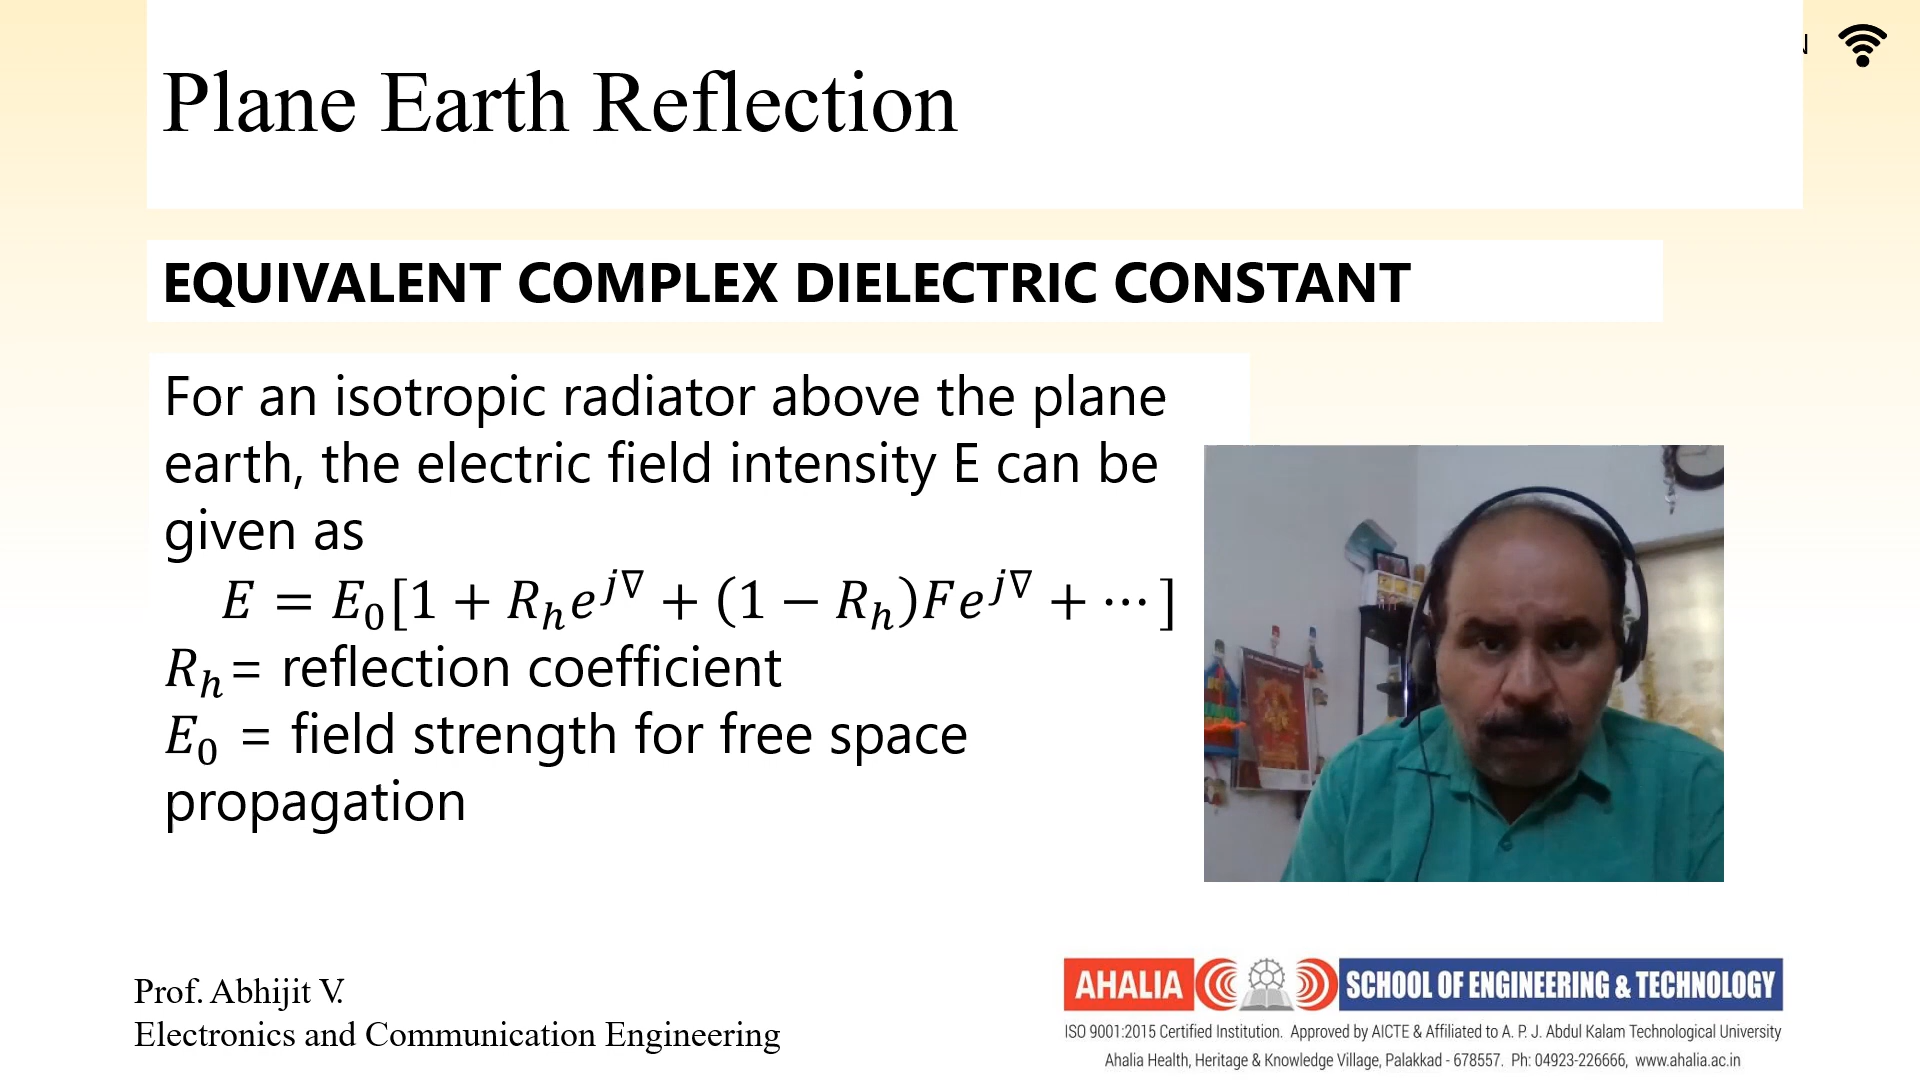 Plane Earth Reflection
EQUIVALENT COMPLEX DIELECTRIC CONSTANT
For an isotropic radiator above the plane
earth, the electric field intensity E can be
given as
𝐸 = 𝐸₀[1 + 𝑅ₕ𝑒^{𝑗∇} + (1 − 𝑅ₕ)𝐹𝑒^{𝑗∇} + ⋯ ]
𝑅ₕ= reflection coefficient
𝐸₀ = field strength for free space
propagation
Prof. Abhijit V.
Electronics and Communication Engineering
AHALIA SCHOOL OF ENGINEERING & TECHNOLOGY
ISO 9001:2015 Certified Institution. Approved by AICTE & Affiliated to A. P. J. Abdul Kalam Technological University
Ahalia Health, Heritage & Knowledge Village, Palakkad - 678557. Ph: 04923-226666, www.ahalia.ac.in